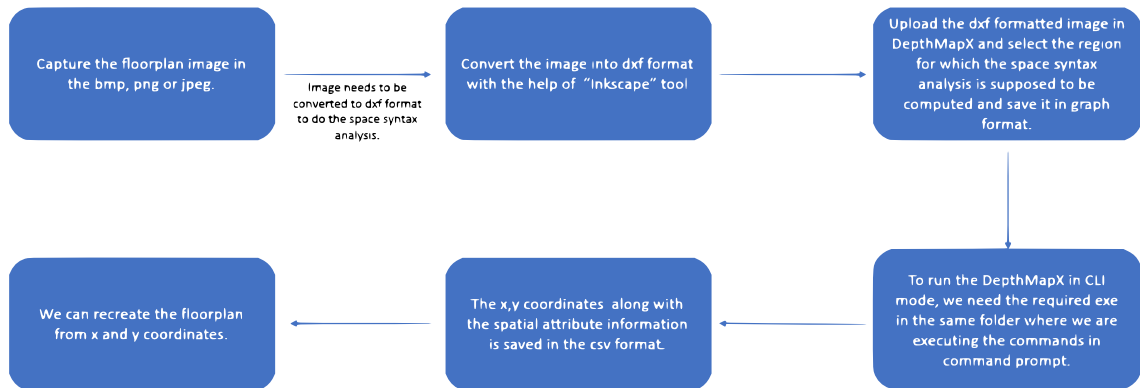 Capture the floorplan image in
the bmp, png or jpeg.
Image needs to be
converted to dxf format
to do the space syntax
analysis.
Convert the image into dxf format
with the help of "Inkscape" tool
Upload the dxf formatted image in
DepthMapX and select the region
for which the space syntax
analysis is supposed to be
computed and save it in graph
format.
To run the DepthMapX in CLI
mode, we need the required exe
in the same folder where we are
executing the commands in
command prompt.
The x,y coordinates along with
the spatial attribute information
is saved in the csv format.
We can recreate the floorplan
from x and y coordinates.